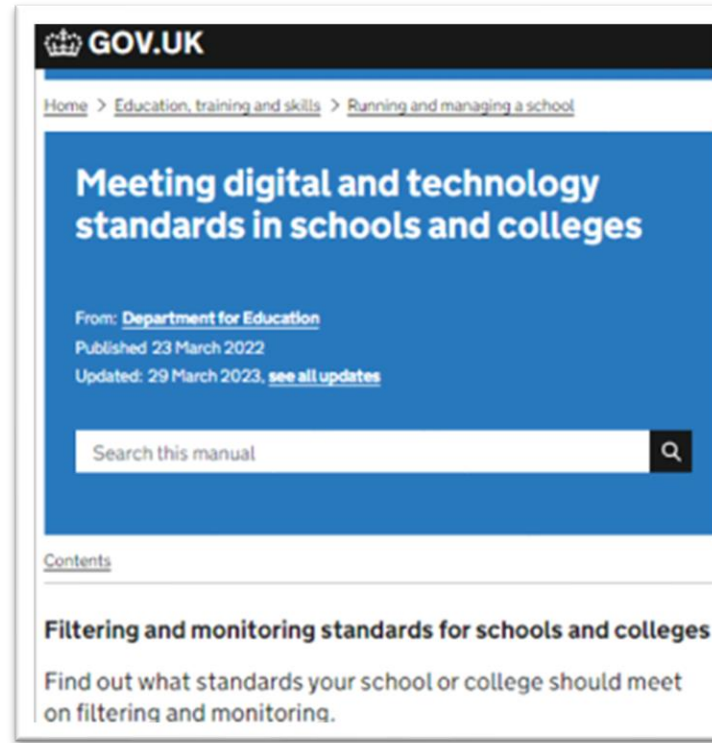 GOV.UK
Home > Education, training and skills > Running and managing a school
Meeting digital and technology
standards in schools and colleges
From: Department for Education
Published 23 March 2022
Updated: 29 March 2023, see all updates
Search this manual
Contents
Filtering and monitoring standards for schools and colleges
Find out what standards your school or college should meet
on filtering and monitoring.